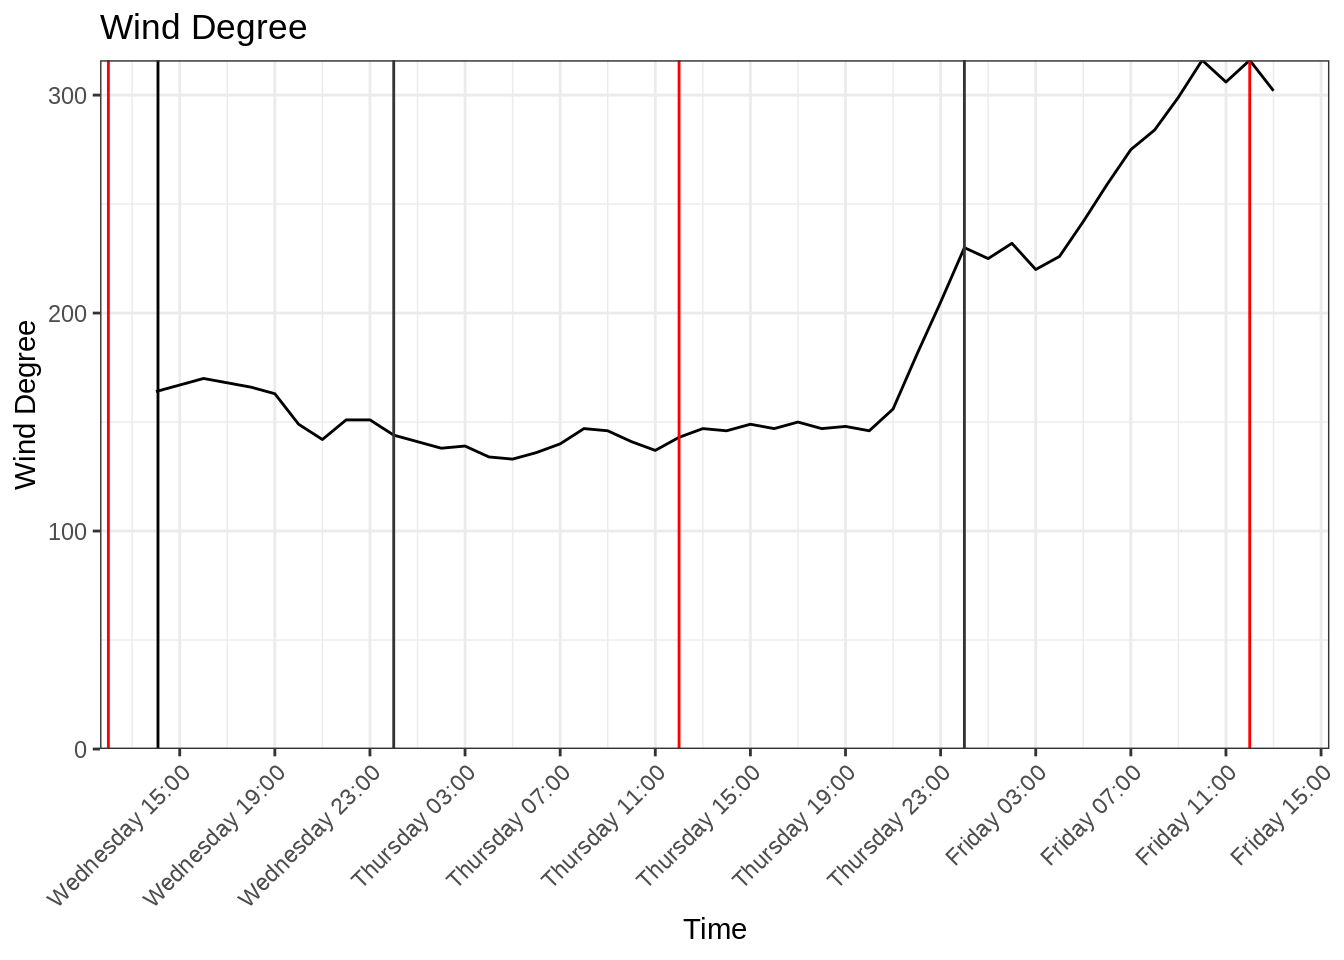 Wind Degree
300
200
100
0
Wind Degree
Wednesday 15:00
Wednesday 19:00
Wednesday 23:00
Thursday 03:00
Thursday 07:00
Thursday 11:00
Thursday 15:00
Thursday 19:00
Thursday 23:00
Friday 03:00
Friday 07:00
Friday 11:00
Friday 15:00
Time